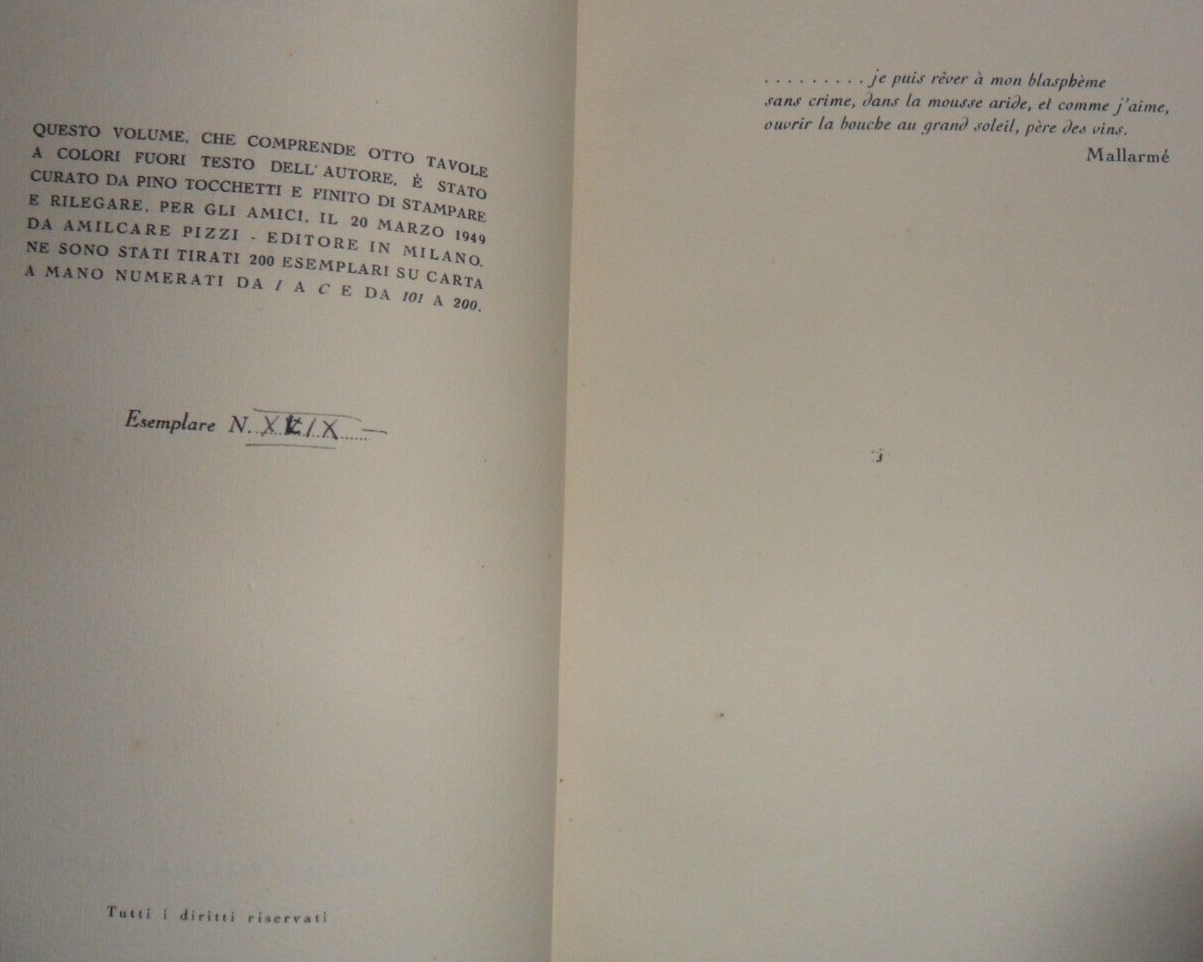 QUESTO VOLUME, CHE COMPRENDE OTTO TAVOLE
A COLORI FUORI TESTO DELL'AUTORE, È STATO
CURATO DA PINO TOCCHETTI E FINITO DI STAMPARE
E RILEGARE, PER GLI AMICI, IL 20 MARZO 1949
DA AMILCARE PIZZI - EDITORE IN MILANO.
NE SONO STATI TIRATI 200 ESEMPLARI SU CARTA
A MANO NUMERATI DA I A C E DA 101 A 200.
Esemplare N.
Tutti i diritti riservati
. . . . . . . . . je puis rêver à mon blasphème
sans crime, dans la mousse aride, et comme j'aime,
ouvrir la bouche au grand soleil, père des vins.
Mallarmé